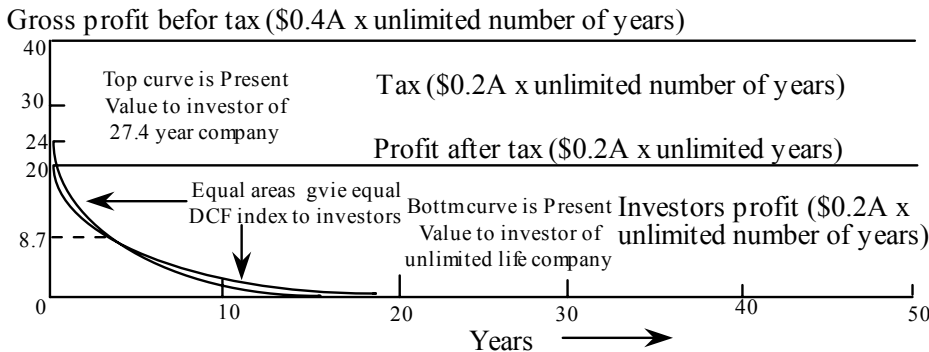 Gross profit befor tax ($0.4A x unlimited number of years)
40
Top curve is Present
Value to investor of
27.4 year company
Tax ($0.2A x unlimited number of years)
30
24
Profit after tax ($0.2A x unlimited years)
20
Equal areas gvie equal
DCF index to investors
Bottmcurve is Present
Value to investor of
unlimited life company
Investors profit ($0.2A x
unlimited number of years)
8.7
0
10
20
30
40
50
Years